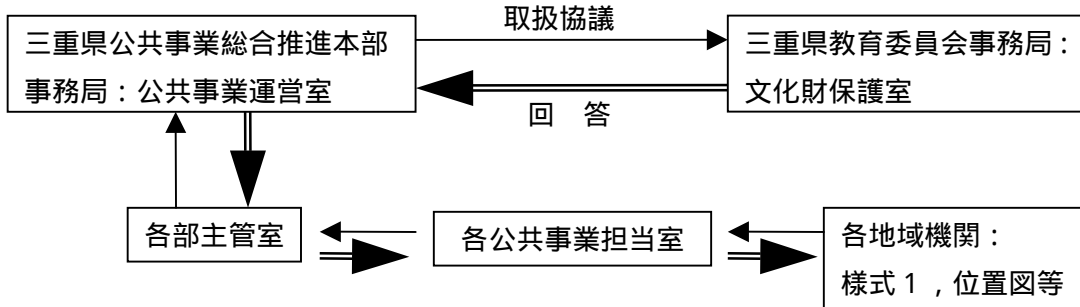 取扱協議
三重県公共事業総合推進本部
事務局：公共事業運営室
三重県教育委員会事務局：
文化財保護室
回　答
各部主管室
各公共事業担当室
各地域機関：
様式１，位置図等